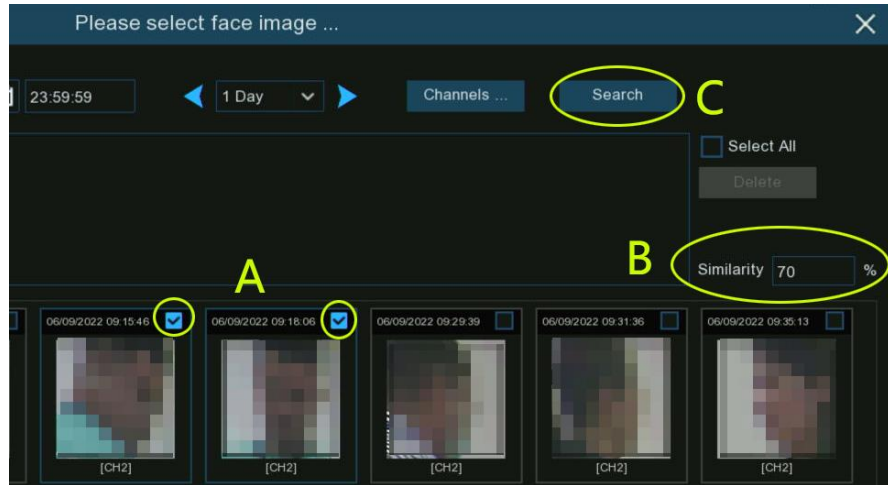 Please select face image ...
23:59:59
1 Day
Channels ...
Search
C
Select All
Delete
B
Similarity 70 %
A
06/09/2022 09:15:46
06/09/2022 09:18:06
06/09/2022 09:29:39
06/09/2022 09:31:36
06/09/2022 09:35:13
[CH2]
[CH2]
[CH2]
[CH2]
[CH2]